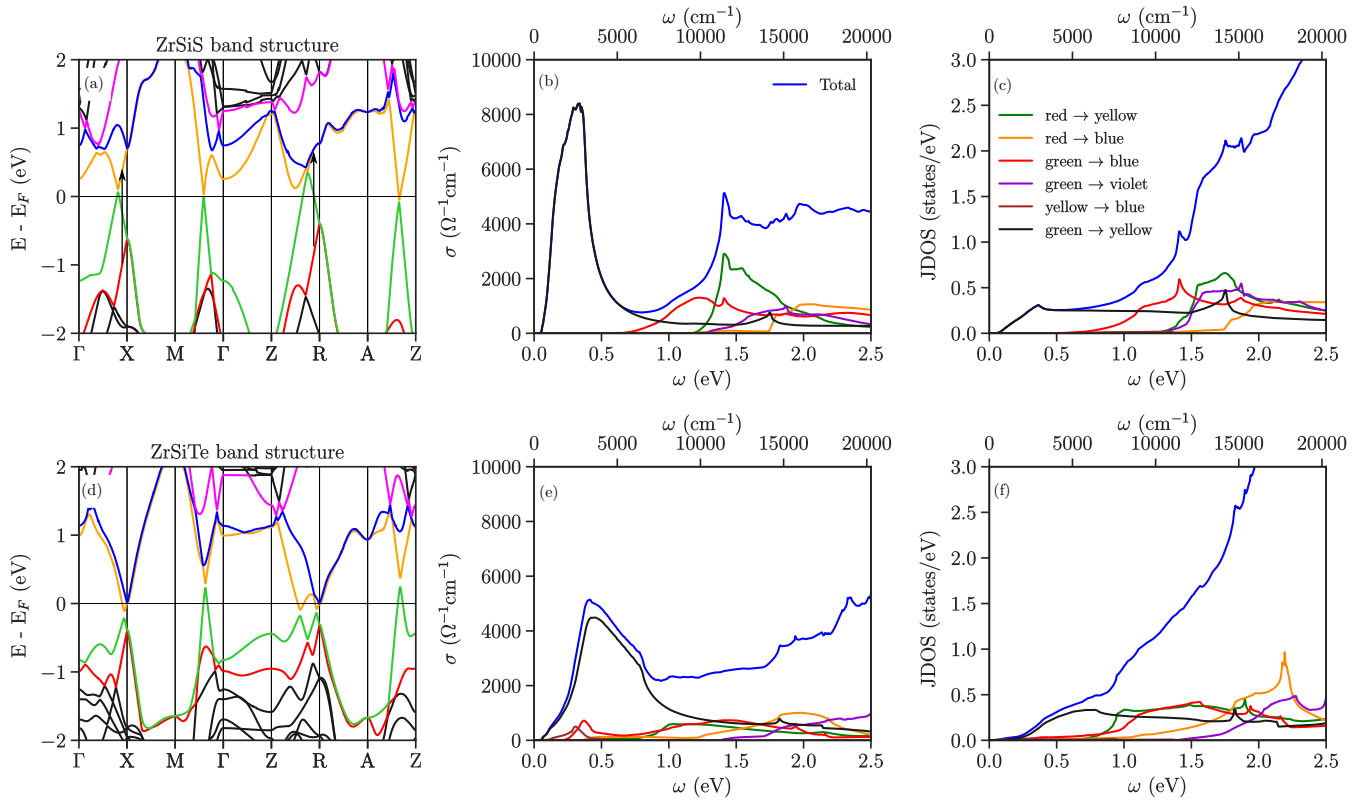 ZrSiS band structure
(a)
E - E_F (eV)
2
1
0
−1
−2
Γ X M Γ Z R A Z
ω (cm⁻¹)
0 5000 10000 15000 20000
(b)
Total
σ (Ω⁻¹cm⁻¹)
10000
8000
6000
4000
2000
0
0.0 0.5 1.0 1.5 2.0 2.5
ω (eV)
ω (cm⁻¹)
0 5000 10000 15000 20000
(c)
red → yellow
red → blue
green → blue
green → violet
yellow → blue
green → yellow
JDOS (states/eV)
3.0
2.5
2.0
1.5
1.0
0.5
0.0
0.0 0.5 1.0 1.5 2.0 2.5
ω (eV)
ZrSiTe band structure
(d)
E - E_F (eV)
2
1
0
−1
−2
Γ X M Γ Z R A Z
ω (cm⁻¹)
0 5000 10000 15000 20000
(e)
σ (Ω⁻¹cm⁻¹)
10000
8000
6000
4000
2000
0
0.0 0.5 1.0 1.5 2.0 2.5
ω (eV)
ω (cm⁻¹)
0 5000 10000 15000 20000
(f)
JDOS (states/eV)
3.0
2.5
2.0
1.5
1.0
0.5
0.0
0.0 0.5 1.0 1.5 2.0 2.5
ω (eV)